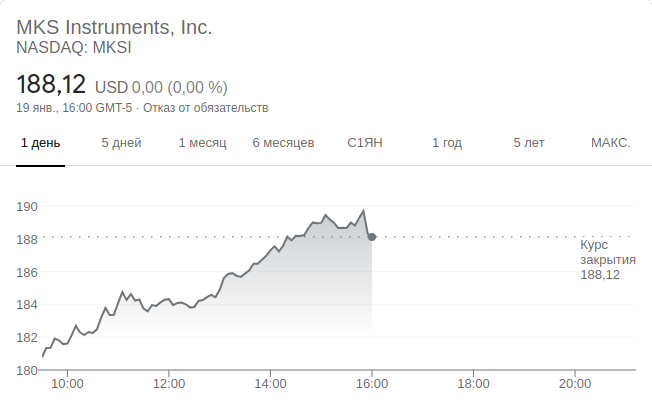 MKS Instruments, Inc.
NASDAQ: MKSI
188,12 USD 0,00 (0,00 %)
19 янв., 16:00 GMT-5 · Отказ от обязательств
1 день 5 дней 1 месяц 6 месяцев С1ЯН 1 год 5 лет МАКС.
190
188
Курс
закрытия
188,12
186
184
182
180
10:00 12:00 14:00 16:00 18:00 20:00